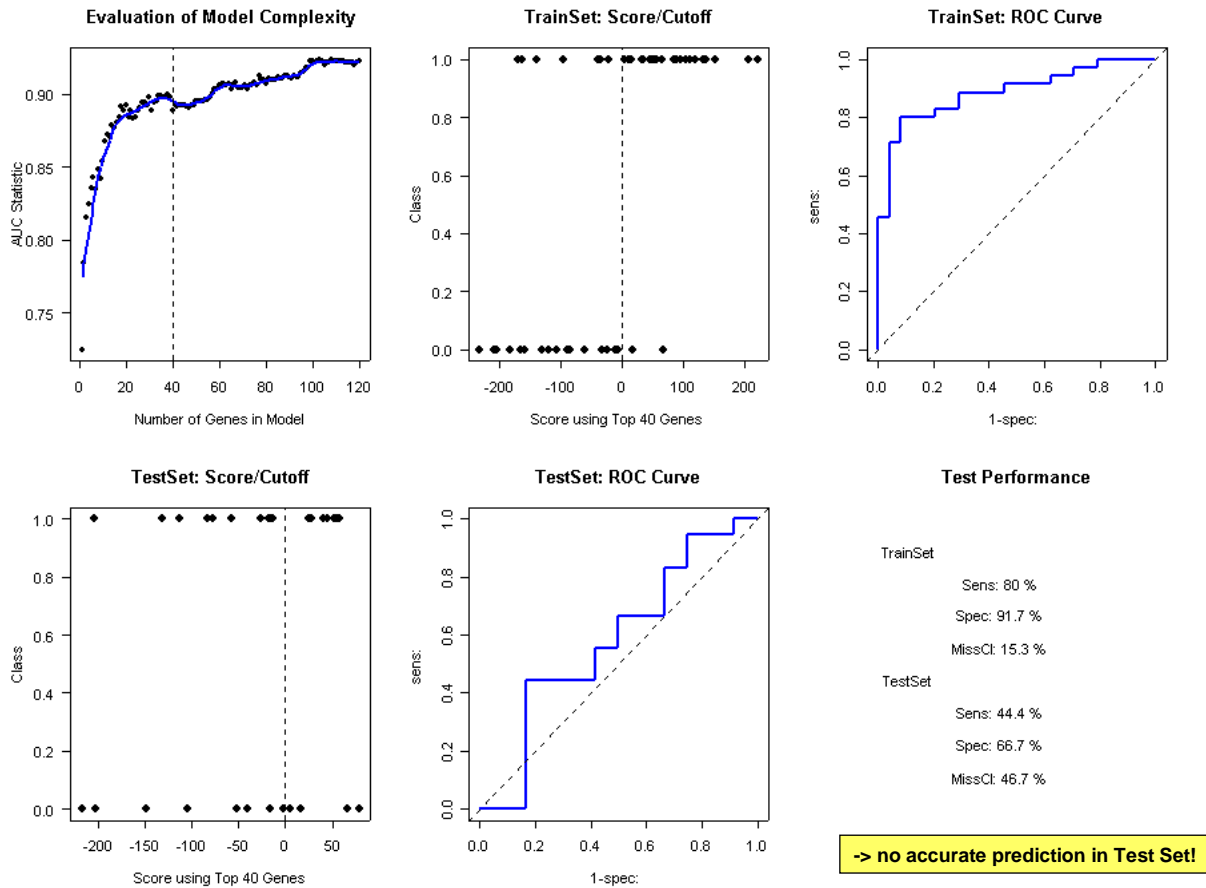 Evaluation of Model Complexity
AUC Statistic
0.90
0.85
0.80
0.75
0 20 40 60 80 100 120
Number of Genes in Model
TrainSet: Score/Cutoff
Class
1.0
0.8
0.6
0.4
0.2
0.0
-200 -100 0 100 200
Score using Top 40 Genes
TrainSet: ROC Curve
sens:
1.0
0.8
0.6
0.4
0.2
0.0
0.0 0.2 0.4 0.6 0.8 1.0
1-spec:
TestSet: Score/Cutoff
Class
1.0
0.8
0.6
0.4
0.2
0.0
-200 -150 -100 -50 0 50
Score using Top 40 Genes
TestSet: ROC Curve
sens:
1.0
0.8
0.6
0.4
0.2
0.0
0.0 0.2 0.4 0.6 0.8 1.0
1-spec:
Test Performance
TrainSet
Sens: 80 %
Spec: 91.7 %
MissCl: 15.3 %
TestSet
Sens: 44.4 %
Spec: 66.7 %
MissCl: 46.7 %
-> no accurate prediction in Test Set!